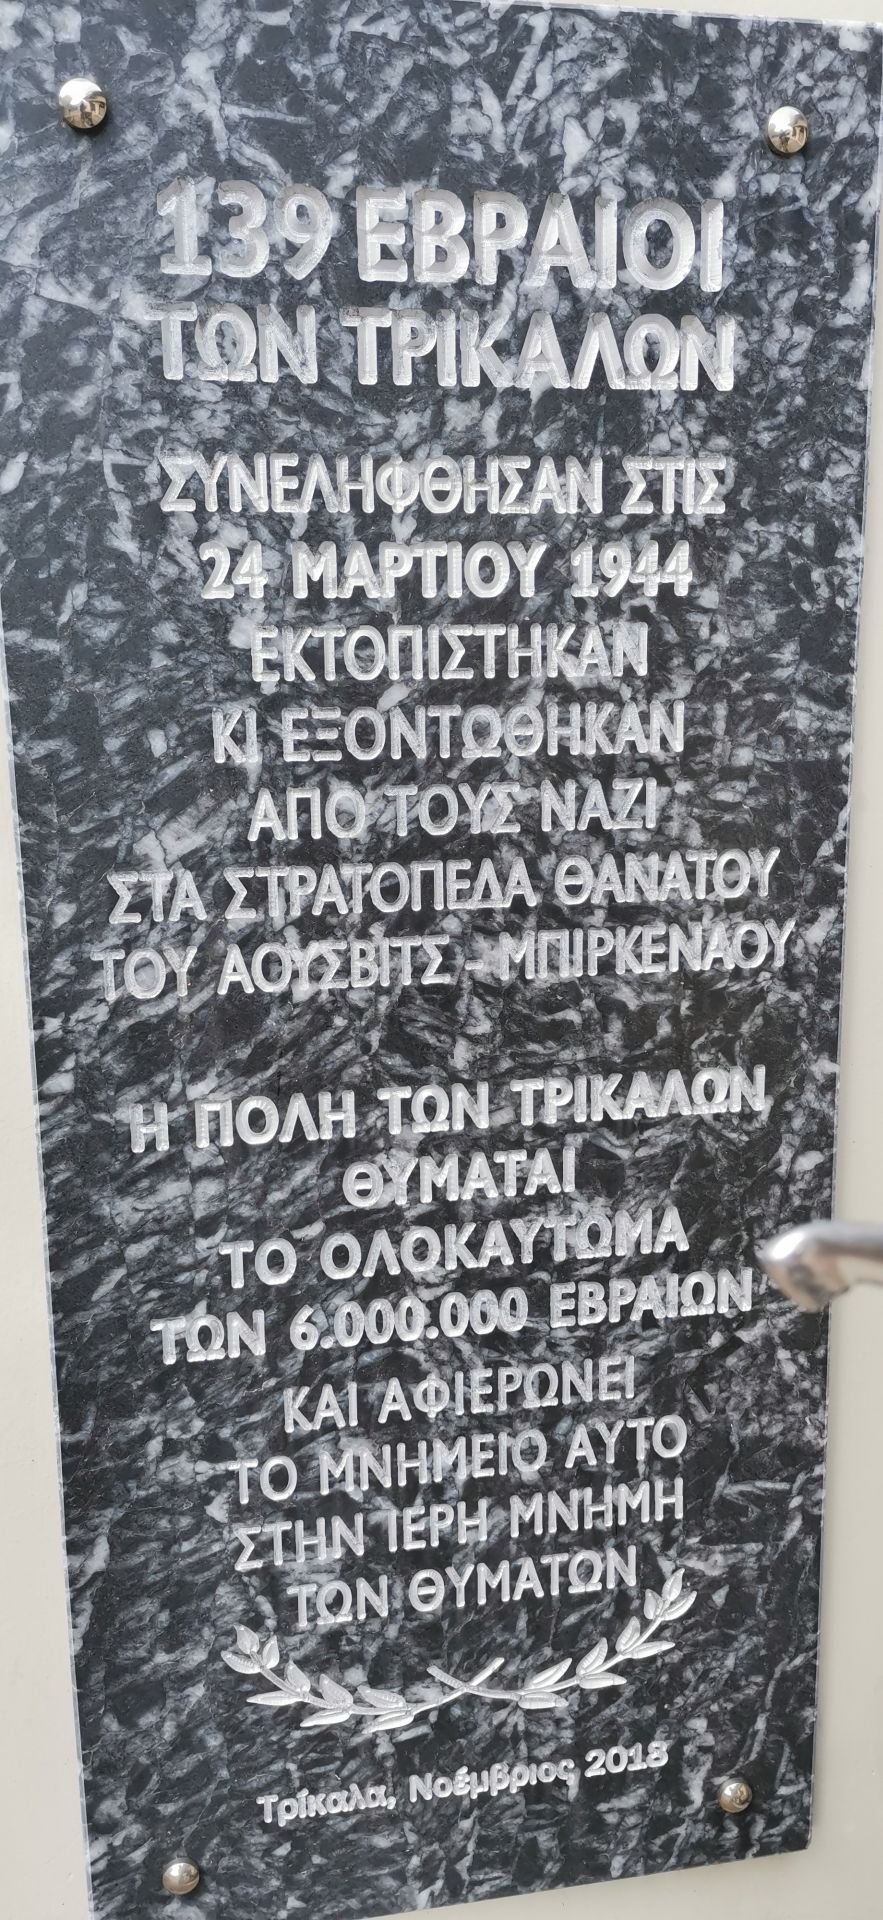 139 ΕΒΡΑΙΟΙ
ΤΩΝ ΤΡΙΚΑΛΩΝ
ΣΥΝΕΛΗΦΘΗΣΑΝ ΣΤΙΣ
24 ΜΑΡΤΙΟΥ 1944
ΕΚΤΟΠΙΣΤΗΚΑΝ
ΚΙ ΕΞΟΝΤΩΘΗΚΑΝ
ΑΠΟ ΤΟΥΣ ΝΑΖΙ
ΣΤΑ ΣΤΡΑΤΟΠΕΔΑ ΘΑΝΑΤΟΥ
ΤΟΥ ΑΟΥΣΒΙΤΣ - ΜΠΙΡΚΕΝΑΟΥ
Η ΠΟΛΗ ΤΩΝ ΤΡΙΚΑΛΩΝ
ΘΥΜΑΤΑΙ
ΤΟ ΟΛΟΚΑΥΤΩΜΑ
ΤΩΝ 6.000.000 ΕΒΡΑΙΩΝ
ΚΑΙ ΑΦΙΕΡΩΝΕΙ
ΤΟ ΜΝΗΜΕΙΟ ΑΥΤΟ
ΣΤΗΝ ΙΕΡΗ ΜΝΗΜΗ
ΤΩΝ ΘΥΜΑΤΩΝ
Τρίκαλα, Νοέμβριος 2018